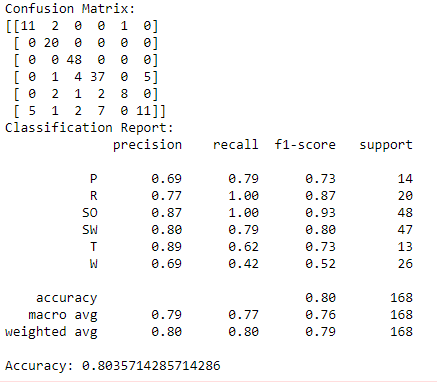 Confusion Matrix:
[[11  2  0  0  1  0]
 [ 0 20  0  0  0  0]
 [ 0  0 48  0  0  0]
 [ 0  1  4 37  0  5]
 [ 0  2  1  2  8  0]
 [ 5  1  2  7  0 11]]
Classification Report:
              precision    recall  f1-score   support

           P       0.69      0.79      0.73        14
           R       0.77      1.00      0.87        20
          SO       0.87      1.00      0.93        48
          SW       0.80      0.79      0.80        47
           T       0.89      0.62      0.73        13
           W       0.69      0.42      0.52        26

    accuracy                           0.80       168
   macro avg       0.79      0.77      0.76       168
weighted avg       0.80      0.80      0.79       168

Accuracy: 0.8035714285714286